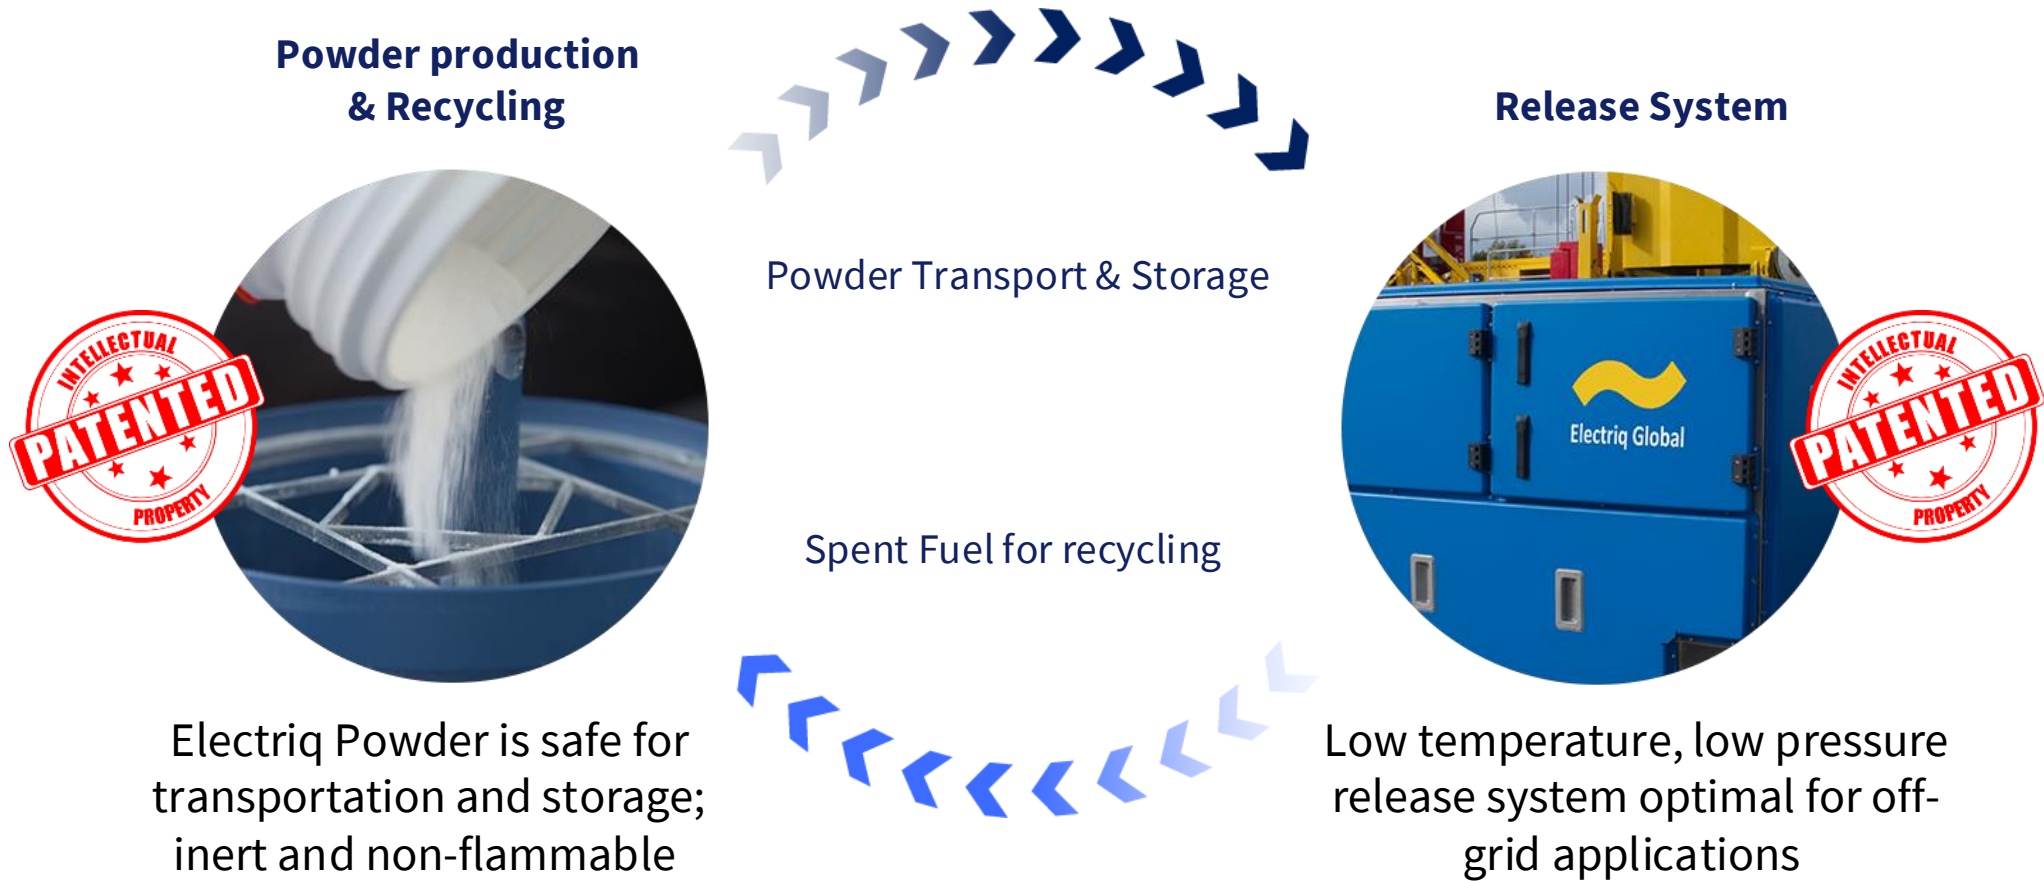 Powder production
& Recycling
Release System
Powder Transport & Storage
INTELLECTUAL
PATENTED
PROPERTY
Electriq Global
INTELLECTUAL
PATENTED
PROPERTY
Spent Fuel for recycling
Electriq Powder is safe for
transportation and storage;
inert and non-flammable
Low temperature, low pressure
release system optimal for off-
grid applications